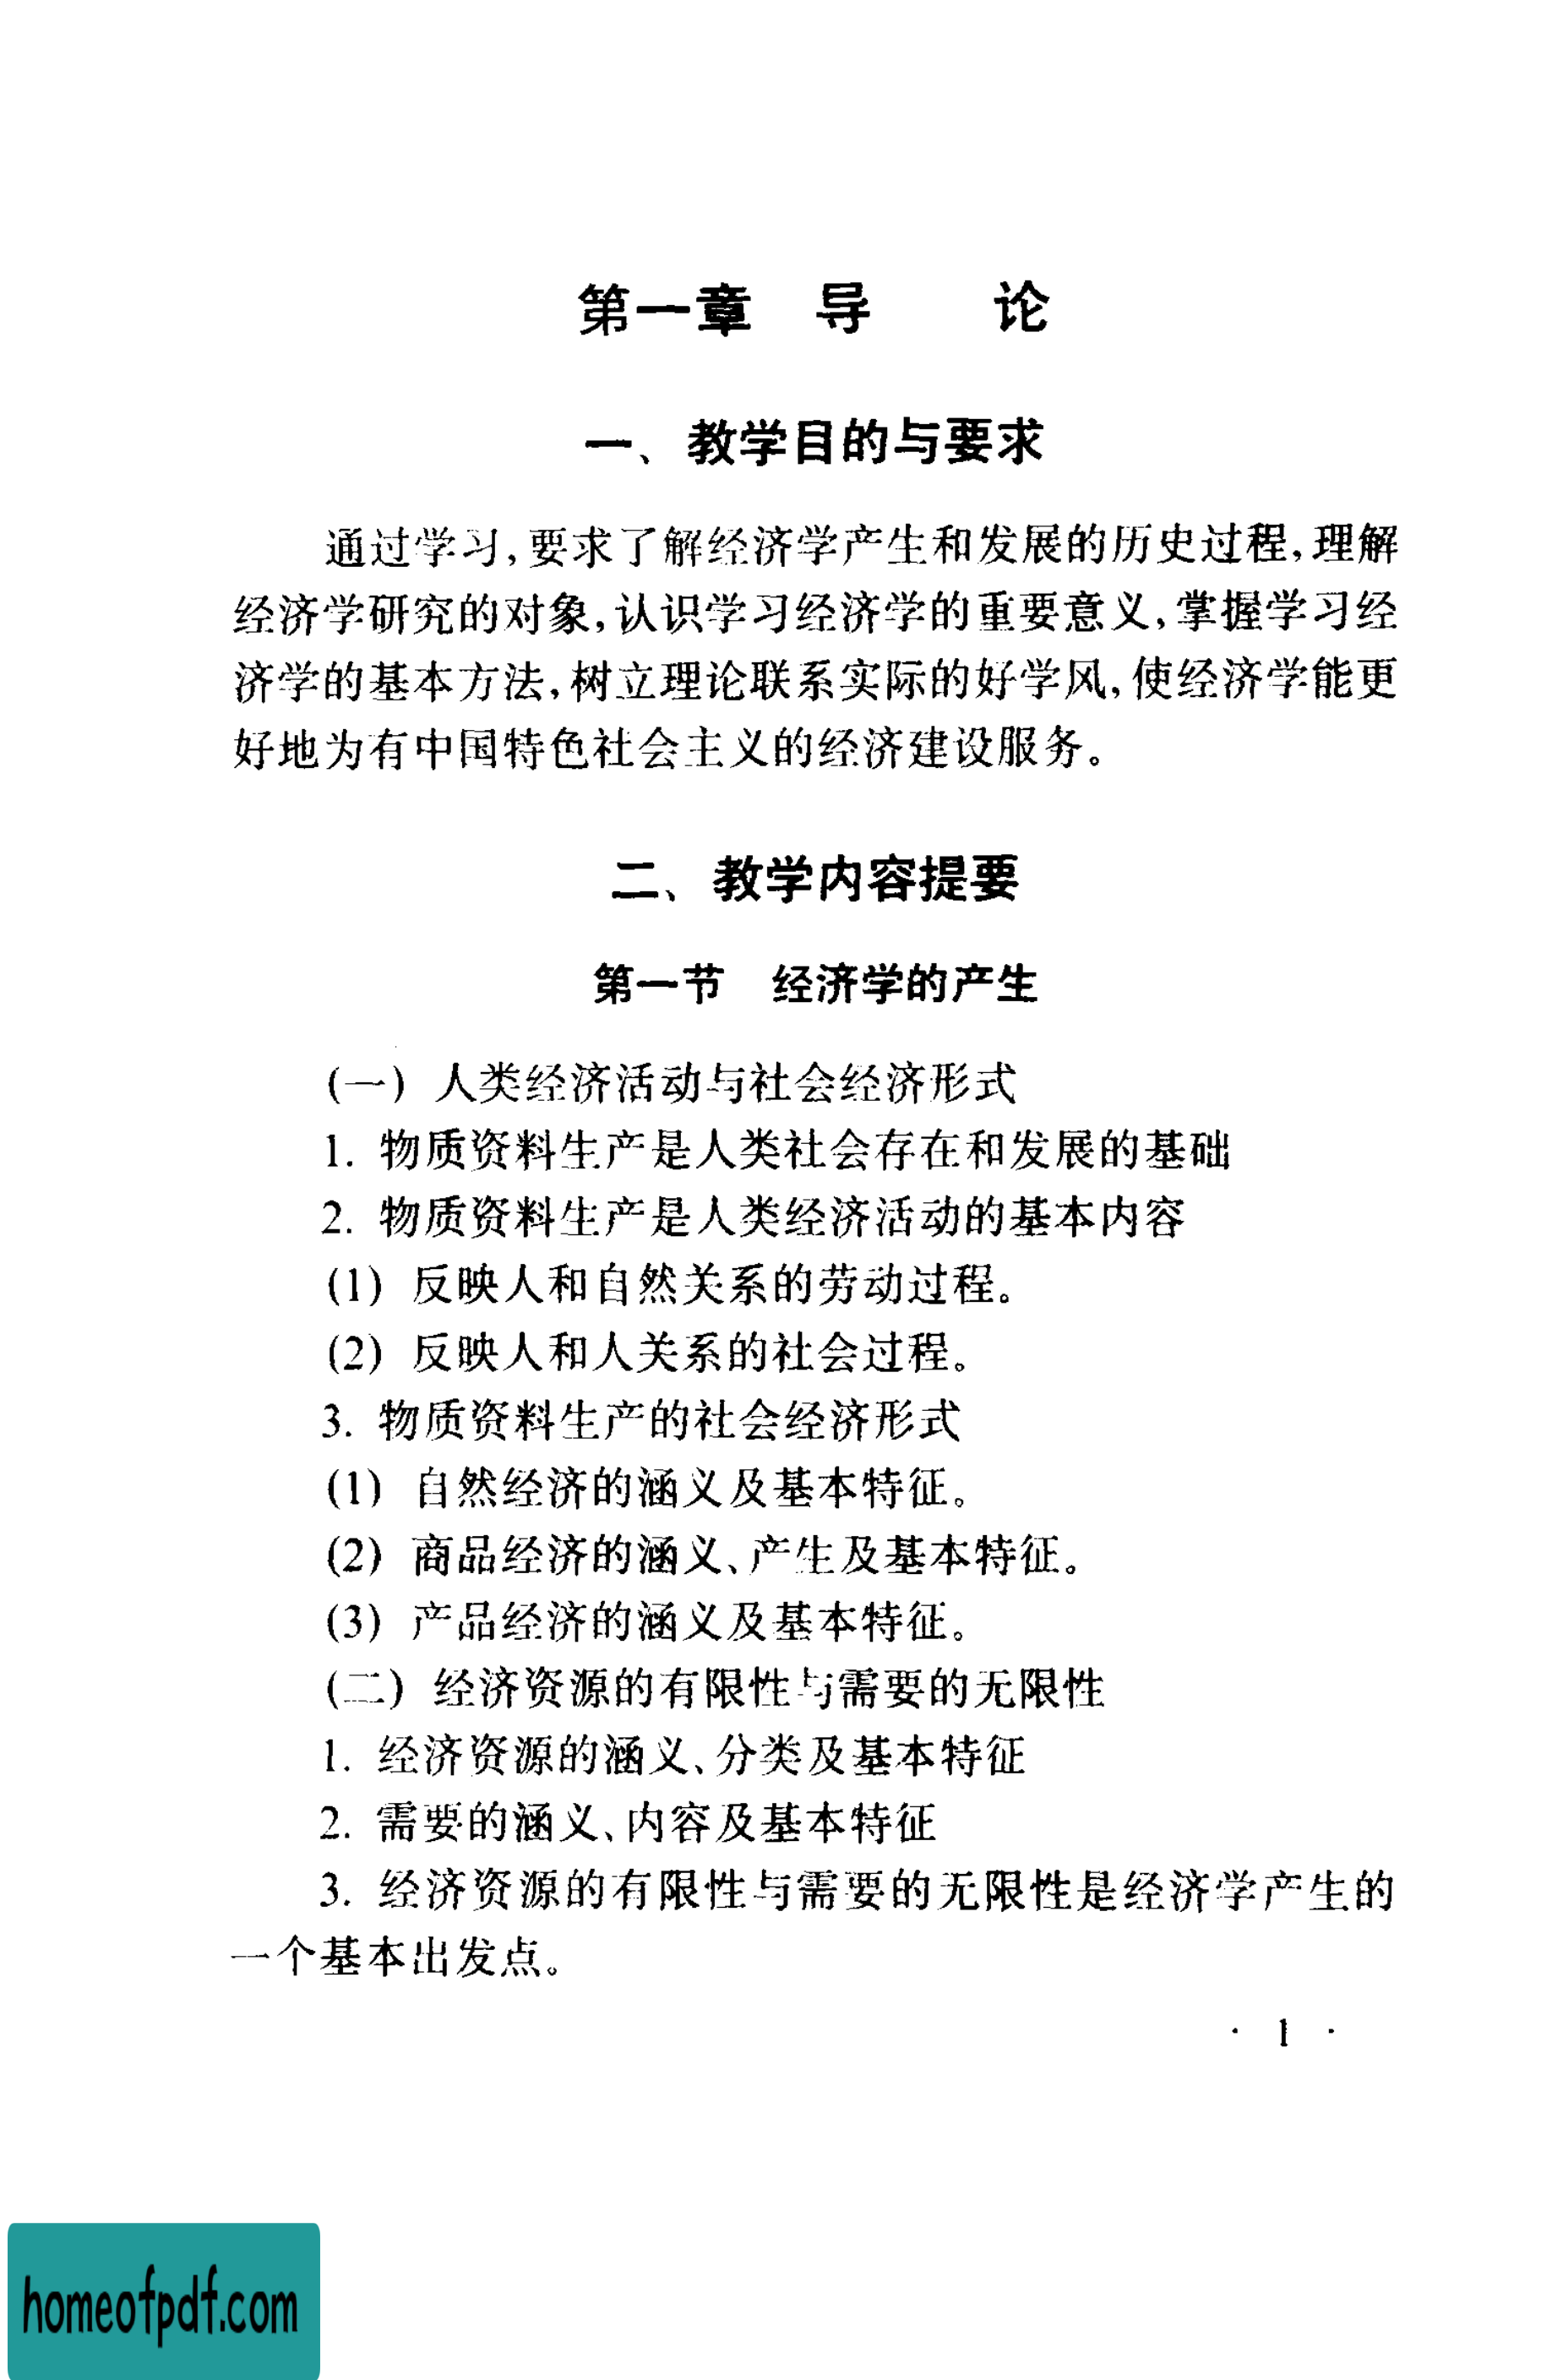 第一章　导　　论
一、教学目的与要求
通过学习,要求了解经济学产生和发展的历史过程,理解
经济学研究的对象,认识学习经济学的重要意义,掌握学习经
济学的基本方法,树立理论联系实际的好学风,使经济学能更
好地为有中国特色社会主义的经济建设服务。
二、教学内容提要
第一节　经济学的产生
(一) 人类经济活动与社会经济形式
1. 物质资料生产是人类社会存在和发展的基础
2. 物质资料生产是人类经济活动的基本内容
(1) 反映人和自然关系的劳动过程。
(2) 反映人和人关系的社会过程。
3. 物质资料生产的社会经济形式
(1) 自然经济的涵义及基本特征。
(2) 商品经济的涵义、产生及基本特征。
(3) 产品经济的涵义及基本特征。
(二) 经济资源的有限性与需要的无限性
1. 经济资源的涵义、分类及基本特征
2. 需要的涵义、内容及基本特征
3. 经济资源的有限性与需要的无限性是经济学产生的
一个基本出发点。
· 1 ·
homeofpdf.com